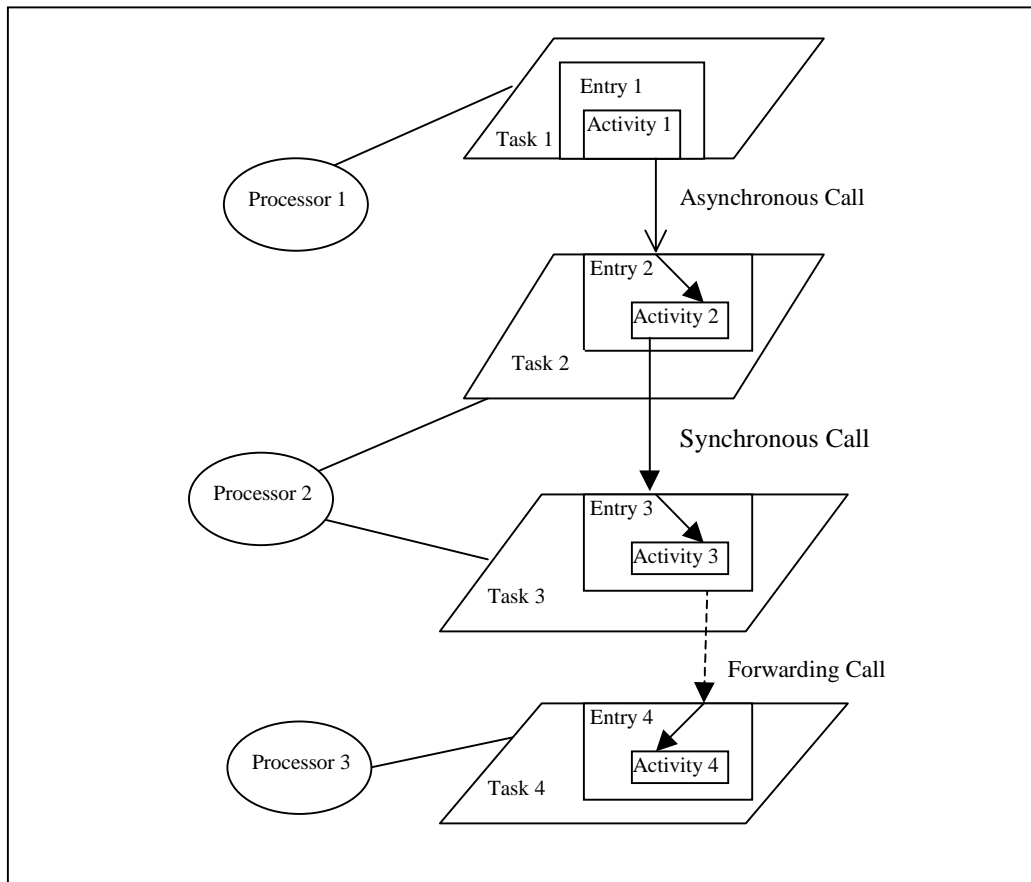 Entry 1
Activity 1
Task 1
Processor 1
Asynchronous Call
Entry 2
Activity 2
Task 2
Synchronous Call
Processor 2
Entry 3
Activity 3
Task 3
Forwarding Call
Entry 4
Processor 3
Activity 4
Task 4